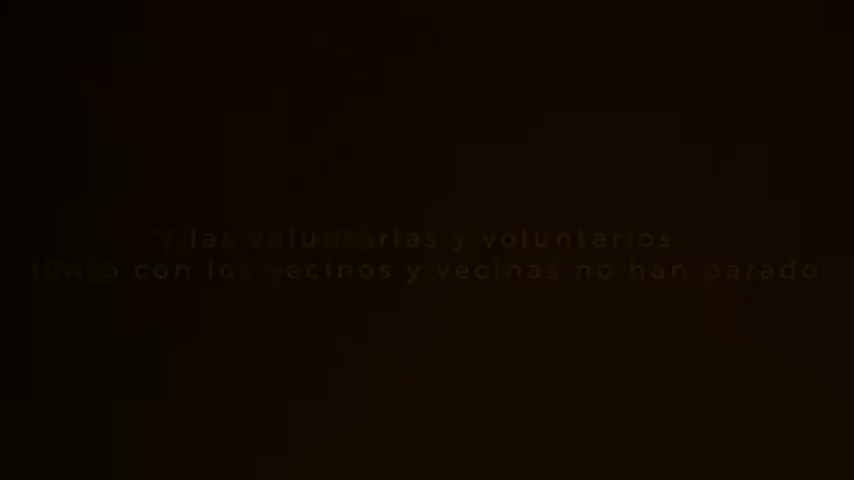 Y las voluntarias y voluntarios,
junto con los vecinos y vecinas no han parado